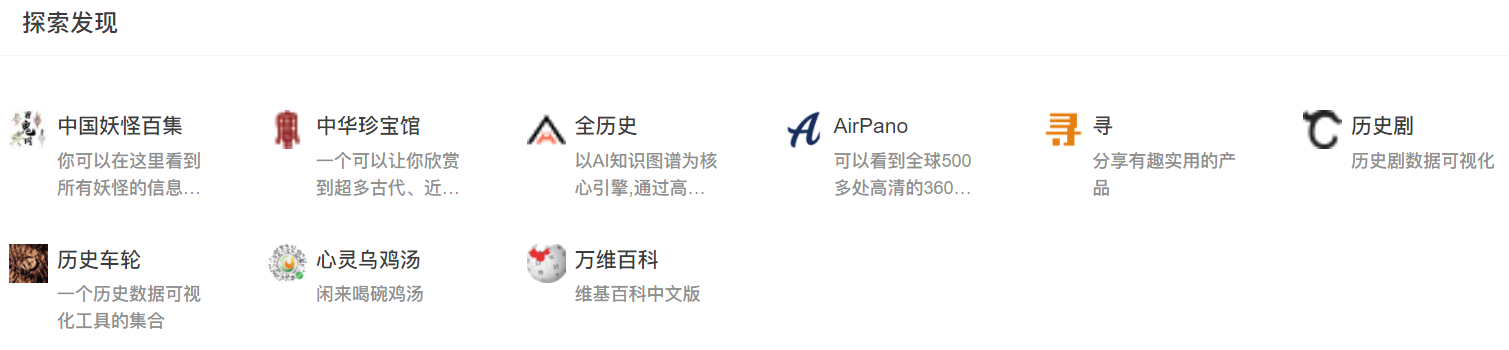 探索发现
中国妖怪百集
你可以在这里看到
所有妖怪的信息…
中华珍宝馆
一个可以让你欣赏
到超多古代、近…
全历史
以AI知识图谱为核
心引擎,通过高…
AirPano
可以看到全球500
多处高清的360…
寻
寻
分享有趣实用的产
品
历史剧
历史剧数据可视化
历史车轮
一个历史数据可视
化工具的集合
心灵乌鸡汤
闲来喝碗鸡汤
万维百科
维基百科中文版